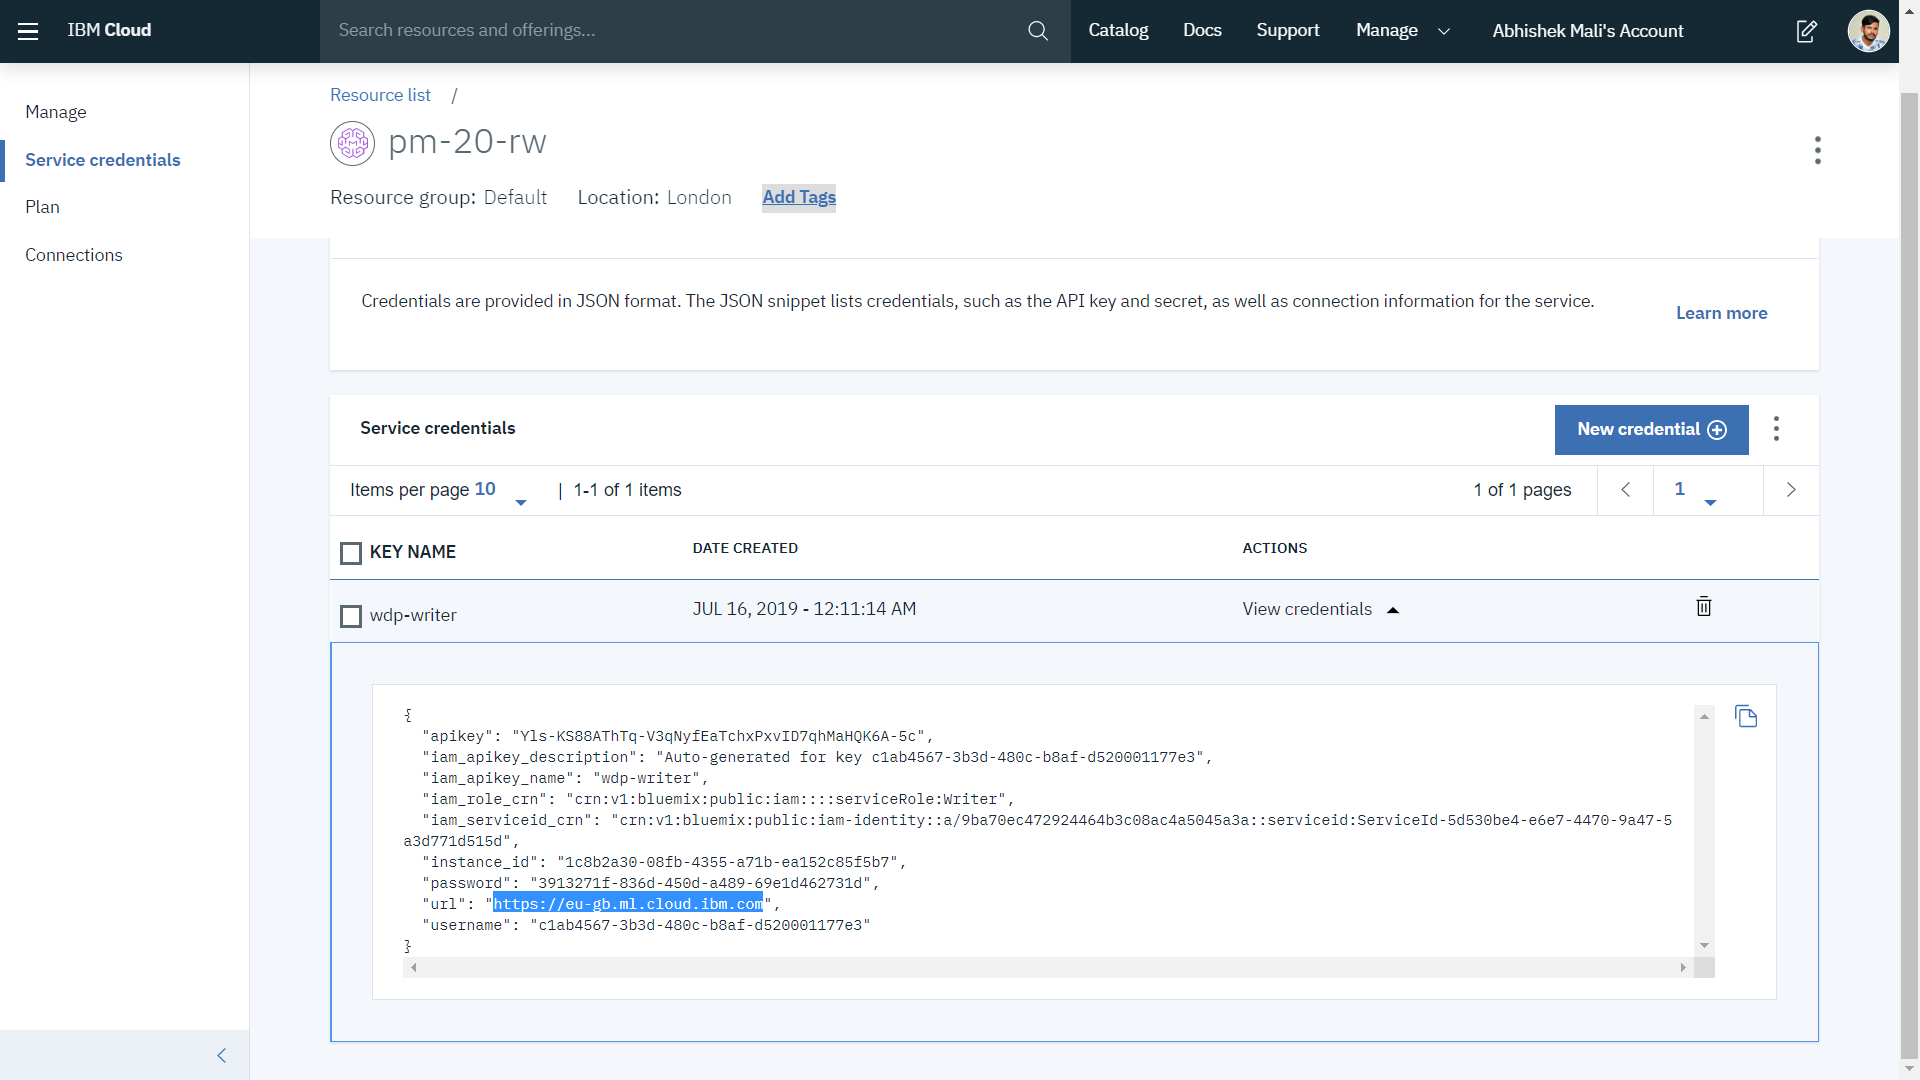 IBM Cloud
Search resources and offerings...
Catalog
Docs
Support
Manage
Abhishek Mali's Account
Manage
Service credentials
Plan
Connections
Resource list /
pm-20-rw
Resource group: Default Location: London Add Tags
Credentials are provided in JSON format. The JSON snippet lists credentials, such as the API key and secret, as well as connection information for the service.
Learn more
Service credentials
New credential
Items per page 10 | 1-1 of 1 items
1 of 1 pages
1
KEY NAME DATE CREATED ACTIONS
wdp-writer JUL 16, 2019 - 12:11:14 AM View credentials
{
"apikey": "Yls-KS88AThTq-V3qNyfEaTchxPxvID7qhMaHQK6A-5c",
"iam_apikey_description": "Auto-generated for key c1ab4567-3b3d-480c-b8af-d520001177e3",
"iam_apikey_name": "wdp-writer",
"iam_role_crn": "crn:v1:bluemix:public:iam::::serviceRole:Writer",
"iam_serviceid_crn": "crn:v1:bluemix:public:iam-identity::a/9ba70ec472924464b3c08ac4a5045a3a::serviceid:ServiceId-5d530be4-e6e7-4470-9a47-5
a3d771d515d",
"instance_id": "1c8b2a30-08fb-4355-a71b-ea152c85f5b7",
"password": "3913271f-836d-450d-a489-69e1d462731d",
"url": "https://eu-gb.ml.cloud.ibm.com",
"username": "c1ab4567-3b3d-480c-b8af-d520001177e3"
}